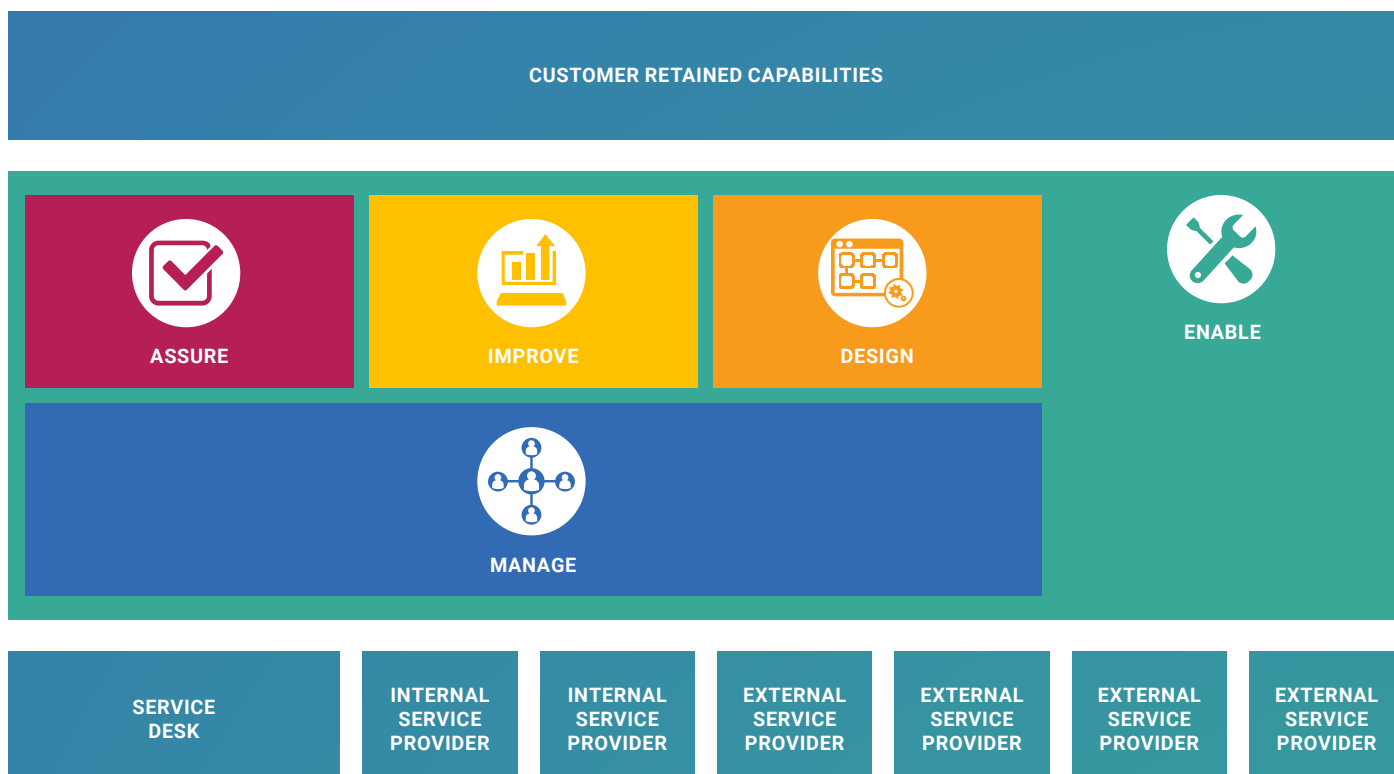 CUSTOMER RETAINED CAPABILITIES
ASSURE
IMPROVE
DESIGN
ENABLE
MANAGE
SERVICE
DESK
INTERNAL
SERVICE
PROVIDER
INTERNAL
SERVICE
PROVIDER
EXTERNAL
SERVICE
PROVIDER
EXTERNAL
SERVICE
PROVIDER
EXTERNAL
SERVICE
PROVIDER
EXTERNAL
SERVICE
PROVIDER